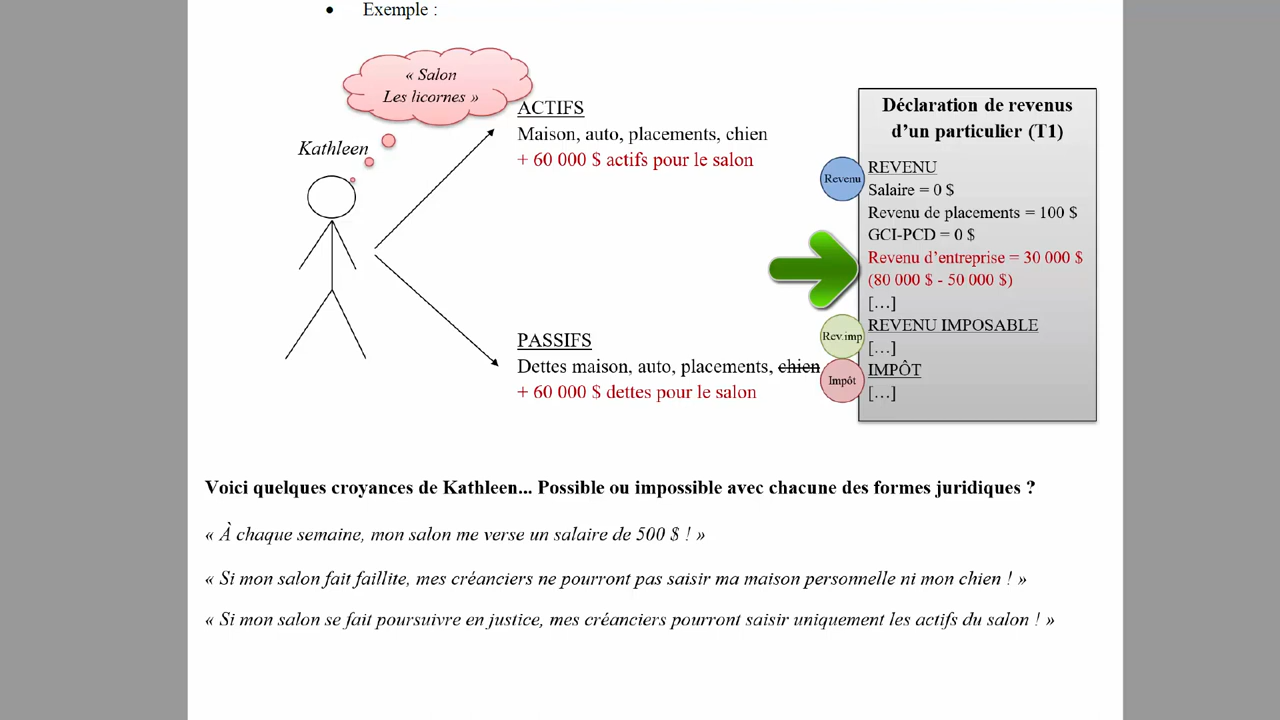 Exemple :
« Salon
Les licornes »
Kathleen
ACTIFS
Maison, auto, placements, chien
+ 60 000 $ actifs pour le salon
PASSIFS
Dettes maison, auto, placements, chien
+ 60 000 $ dettes pour le salon
Déclaration de revenus
d’un particulier (T1)
Revenu
REVENU
Salaire = 0 $
Revenu de placements = 100 $
GCI-PCD = 0 $
Revenu d’entreprise = 30 000 $
(80 000 $ - 50 000 $)
[…]
Rev.imp
REVENU IMPOSABLE
[…]
Impôt
IMPÔT
[…]
Voici quelques croyances de Kathleen... Possible ou impossible avec chacune des formes juridiques ?
« À chaque semaine, mon salon me verse un salaire de 500 $ ! »
« Si mon salon fait faillite, mes créanciers ne pourront pas saisir ma maison personnelle ni mon chien ! »
« Si mon salon se fait poursuivre en justice, mes créanciers pourront saisir uniquement les actifs du salon ! »